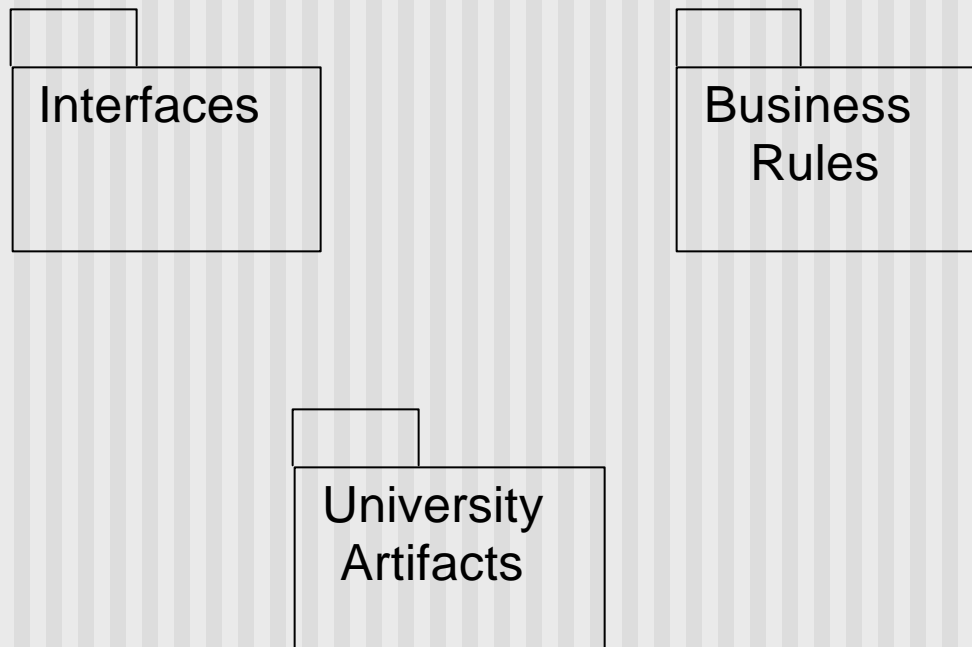 Interfaces
Business
Rules
University
Artifacts